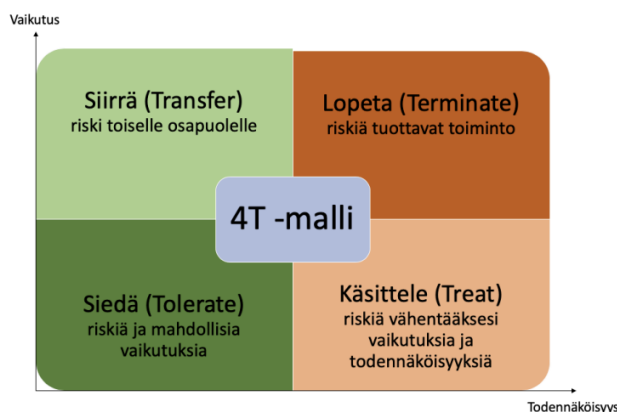 Vaikutus
Siirrä (Transfer)
riski toiselle osapuolelle
Lopeta (Terminate)
riskiä tuottavat toiminto
4T -malli
Siedä (Tolerate)
riskiä ja mahdollisia
vaikutuksia
Käsittele (Treat)
riskiä vähentääksesi
vaikutuksia ja
todennäköisyyksiä
Todennäköisyys